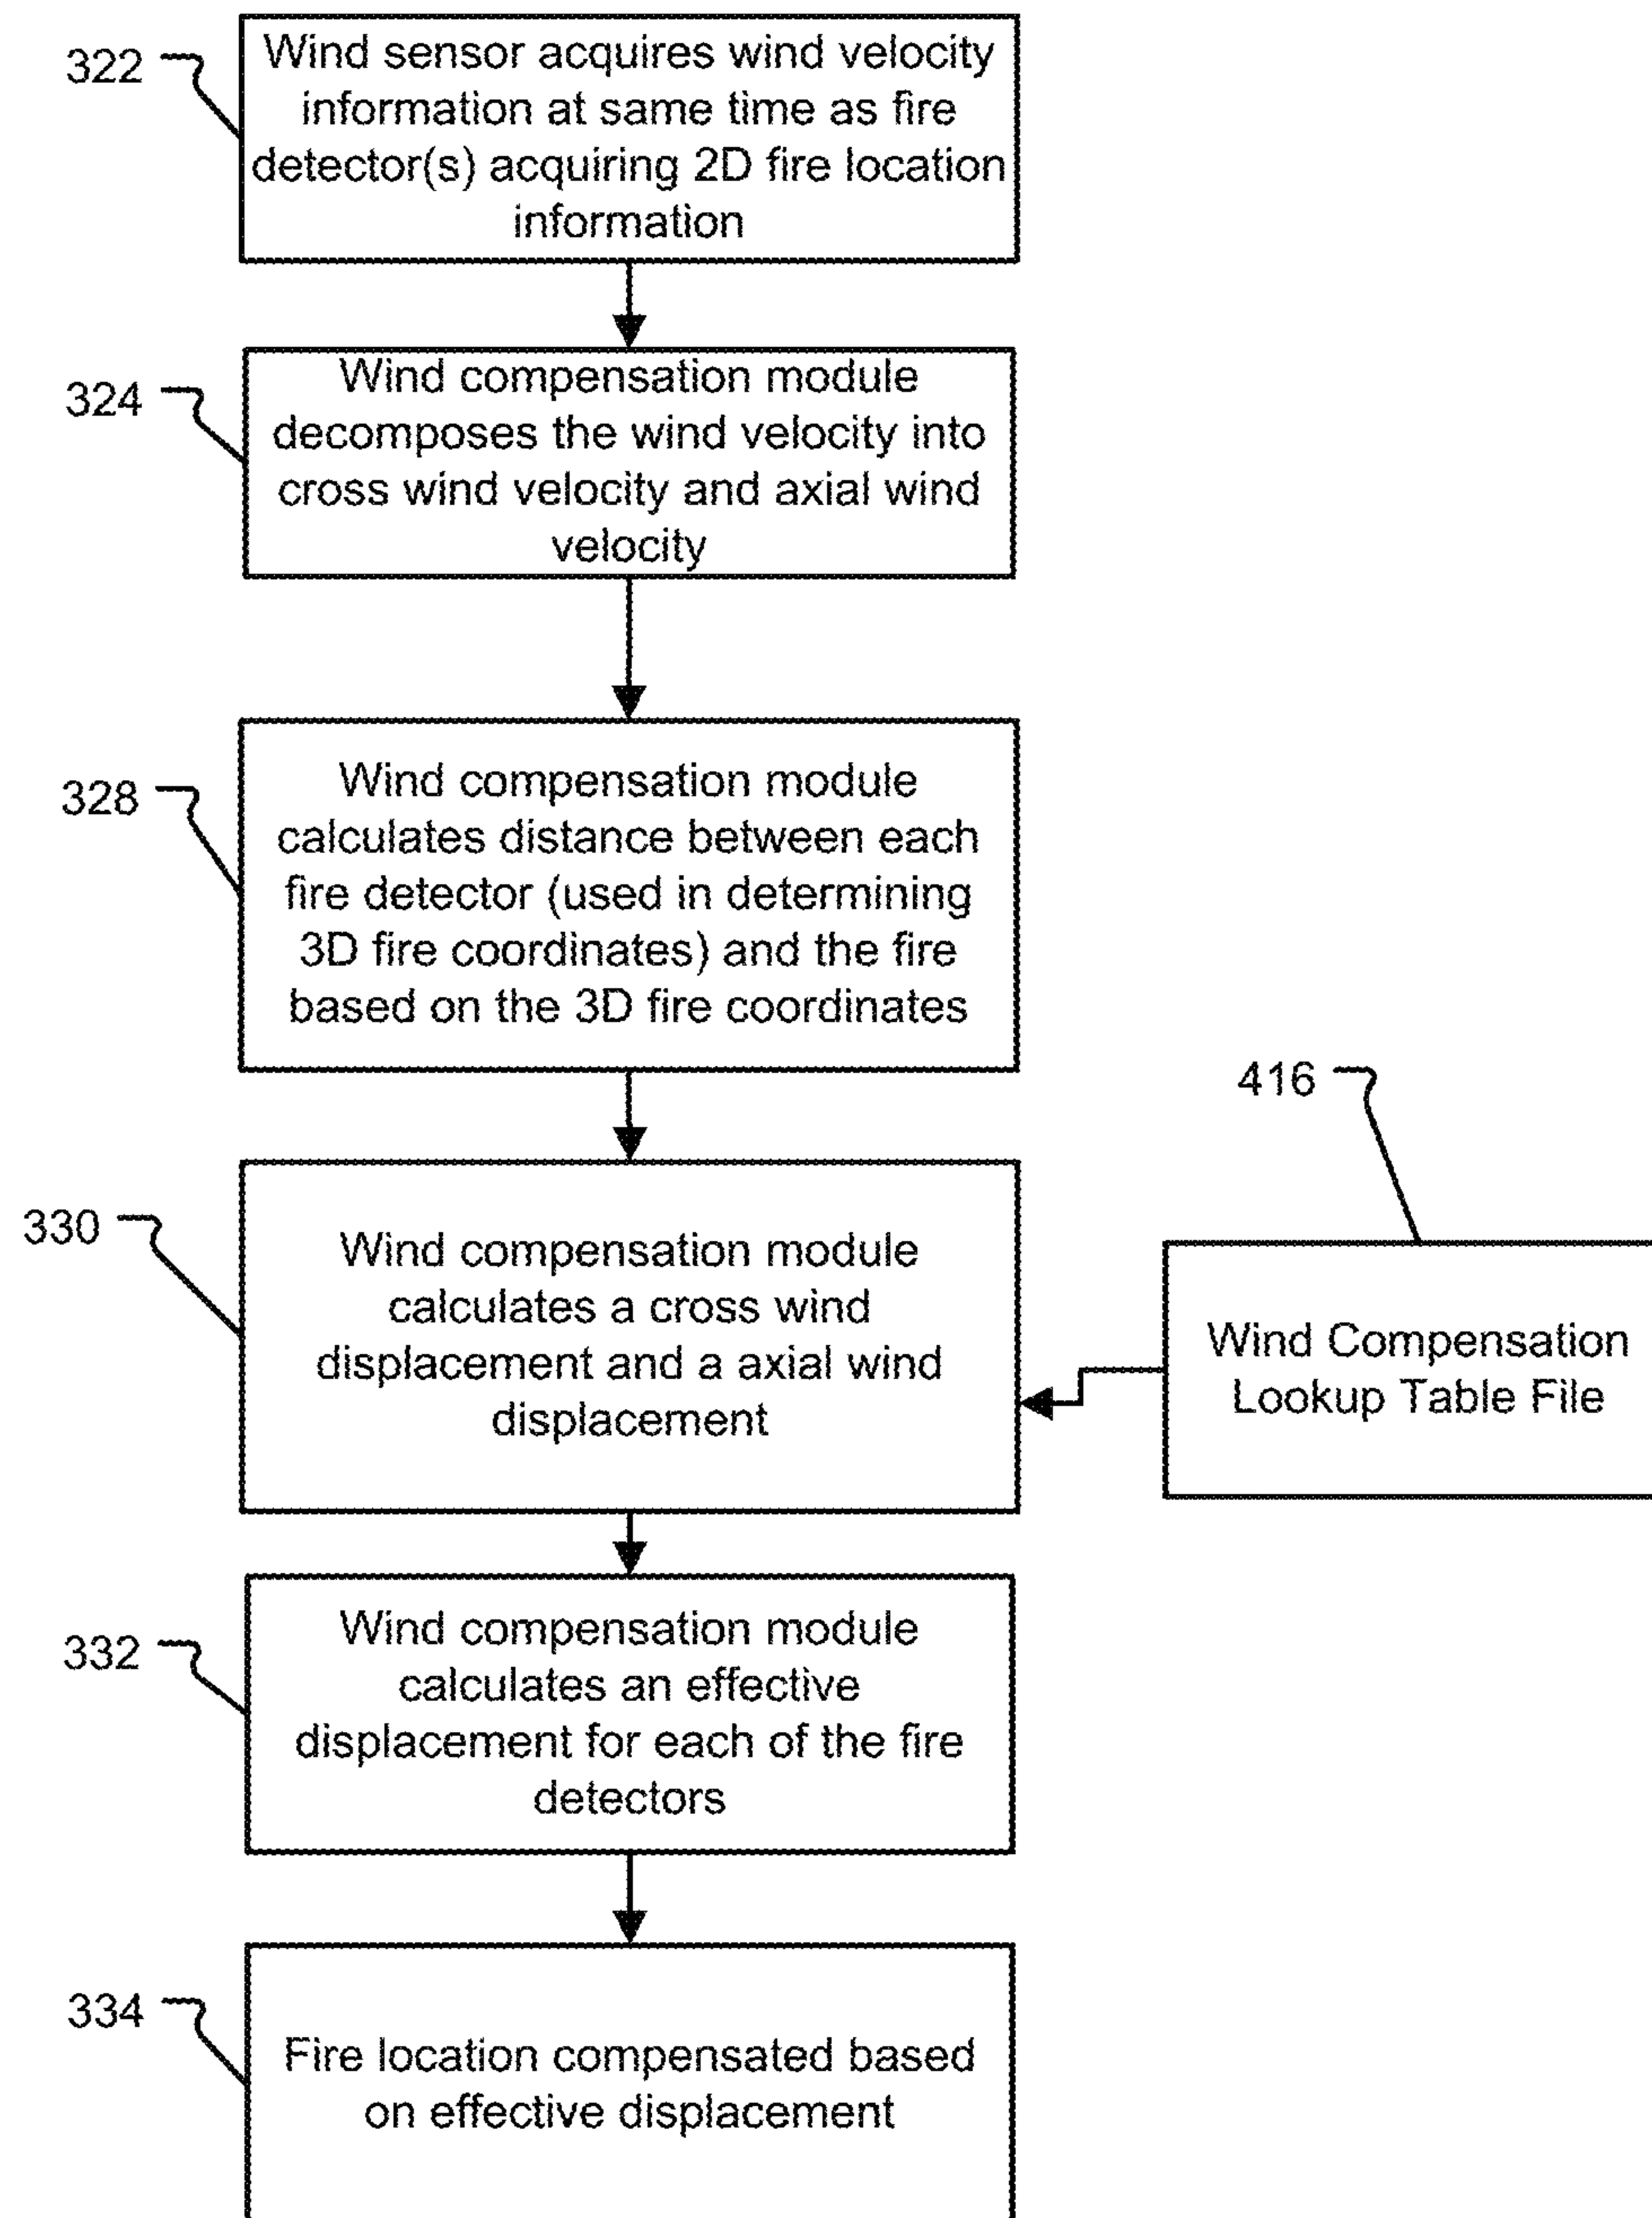 322
Wind sensor acquires wind velocity
information at same time as fire
detector(s) acquiring 2D fire location
information
324
Wind compensation module
decomposes the wind velocity into
cross wind velocity and axial wind
velocity
328
Wind compensation module
calculates distance between each
fire detector (used in determining
3D fire coordinates) and the fire
based on the 3D fire coordinates
416
330
Wind compensation module
calculates a cross wind
displacement and a axial wind
displacement
Wind Compensation
Lookup Table File
332
Wind compensation module
calculates an effective
displacement for each of the fire
detectors
334
Fire location compensated based
on effective displacement